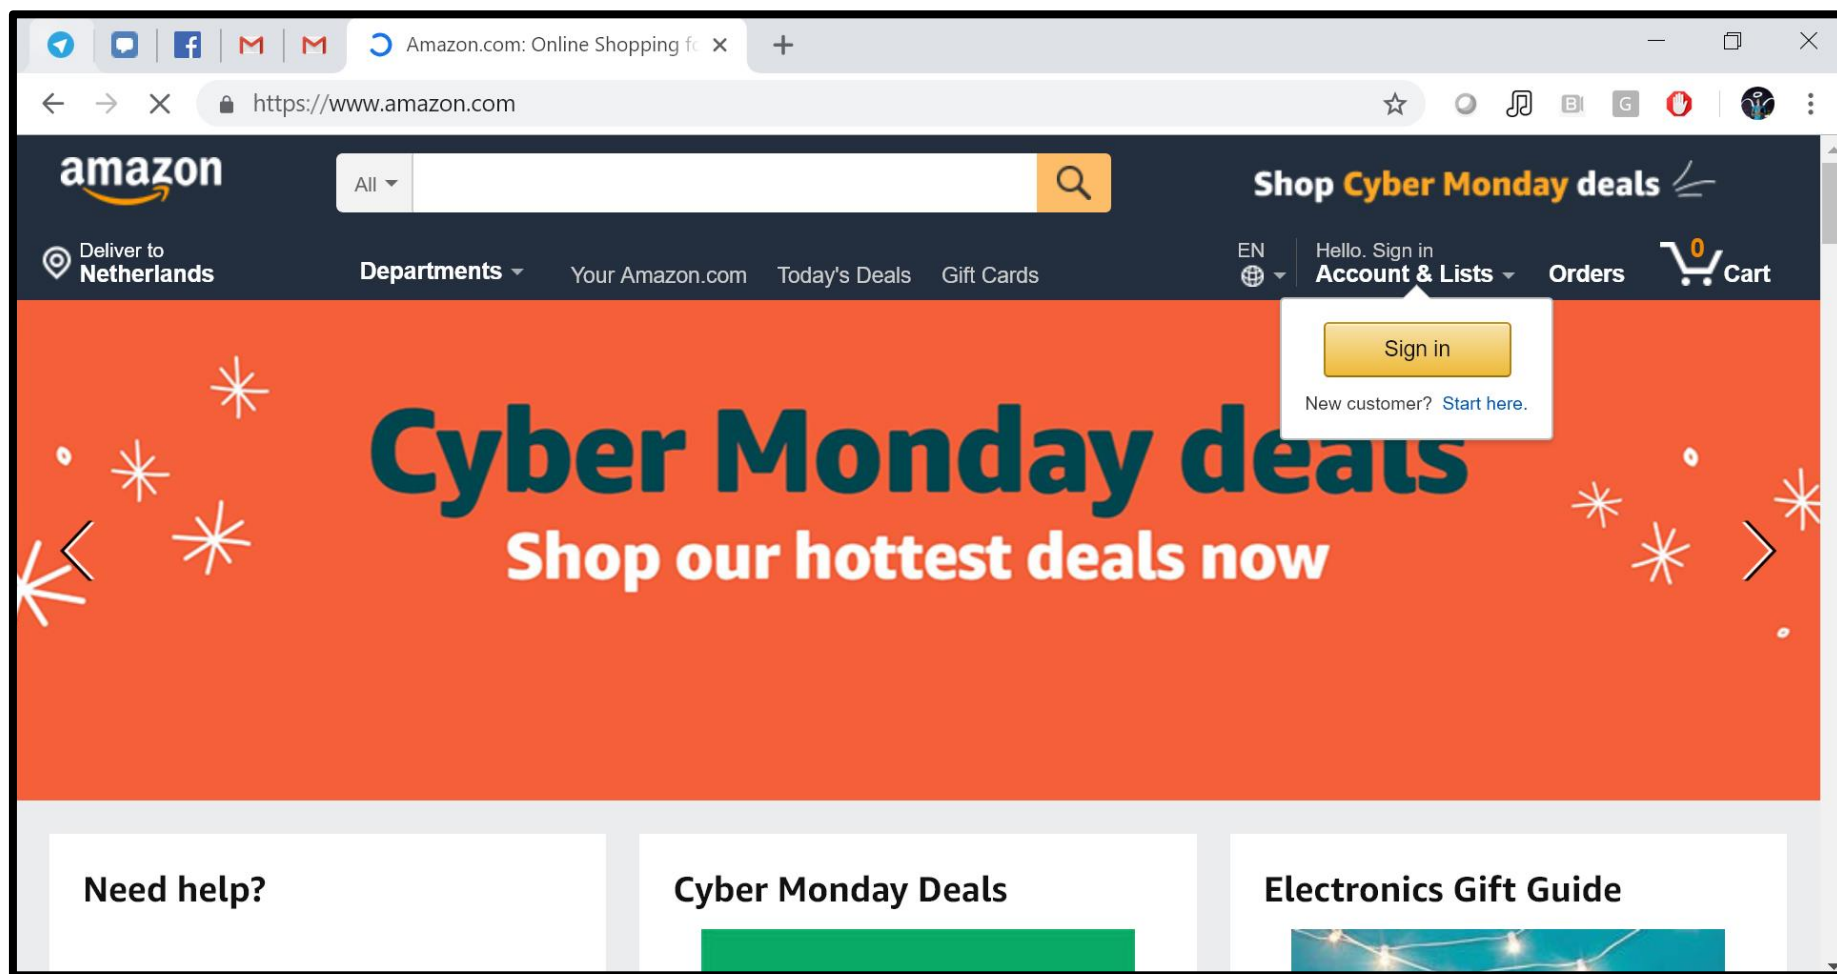 Amazon.com: Online Shopping fo
https://www.amazon.com
amazon
All
Shop Cyber Monday deals
Deliver to
Netherlands
Departments
Your Amazon.com
Today's Deals
Gift Cards
EN
Hello. Sign in
Account & Lists
Orders
0
Cart
Sign in
New customer? Start here.
Cyber Monday deals
Shop our hottest deals now
Need help?
Cyber Monday Deals
Electronics Gift Guide